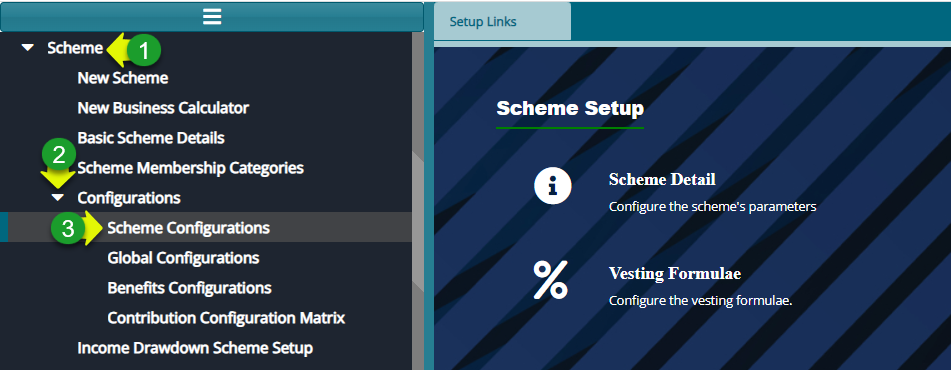 Scheme 1
New Scheme
New Business Calculator
Basic Scheme Details
2
Scheme Membership Categories
Configurations
3 Scheme Configurations
Global Configurations
Benefits Configurations
Contribution Configuration Matrix
Income Drawdown Scheme Setup
Setup Links
Scheme Setup
Scheme Detail
Configure the scheme's parameters
Vesting Formulae
Configure the vesting formulae.